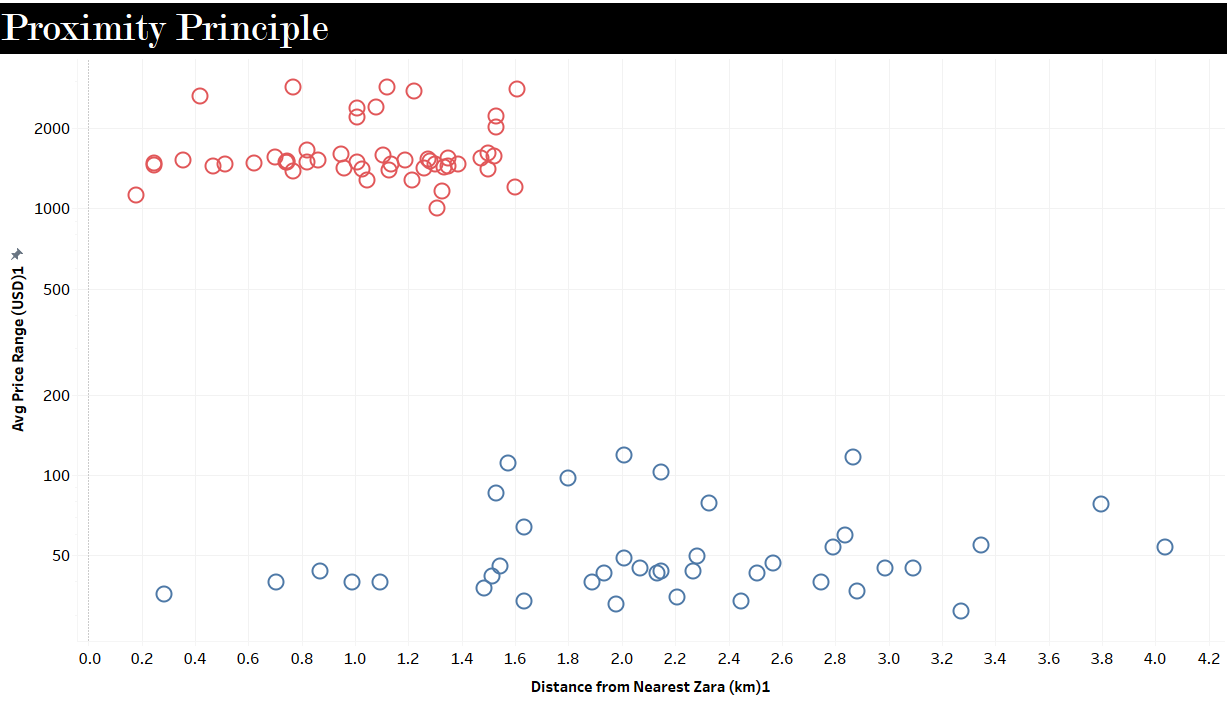 Proximity Principle
2000
1000
500
200
100
50
Avg Price Range (USD)1
0.0 0.2 0.4 0.6 0.8 1.0 1.2 1.4 1.6 1.8 2.0 2.2 2.4 2.6 2.8 3.0 3.2 3.4 3.6 3.8 4.0 4.2
Distance from Nearest Zara (km)1